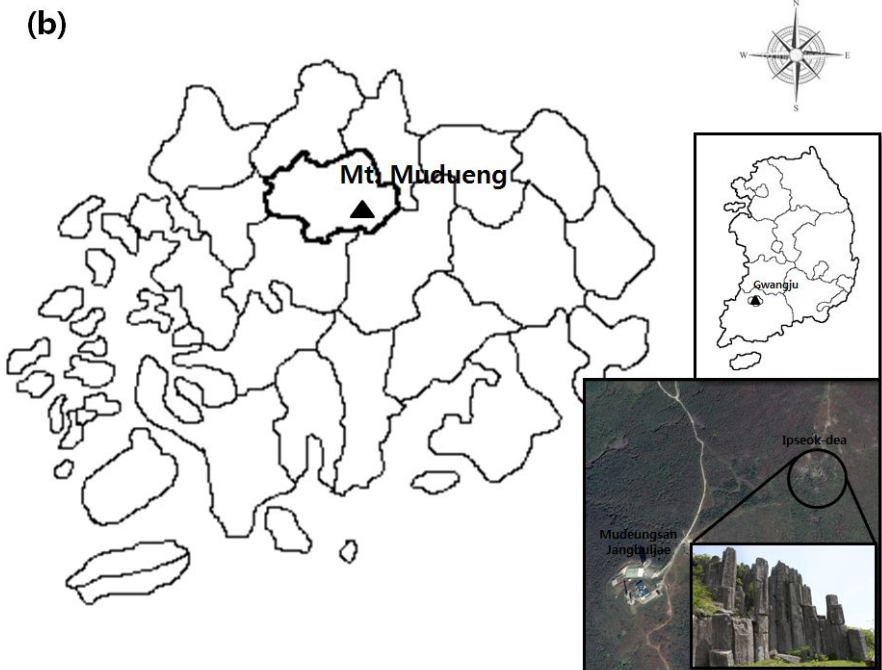 (b)
N
W
E
S
Mt. Mudueng
Gwangju
Ipseok-dea
Mudeungsan
Jangbuljae